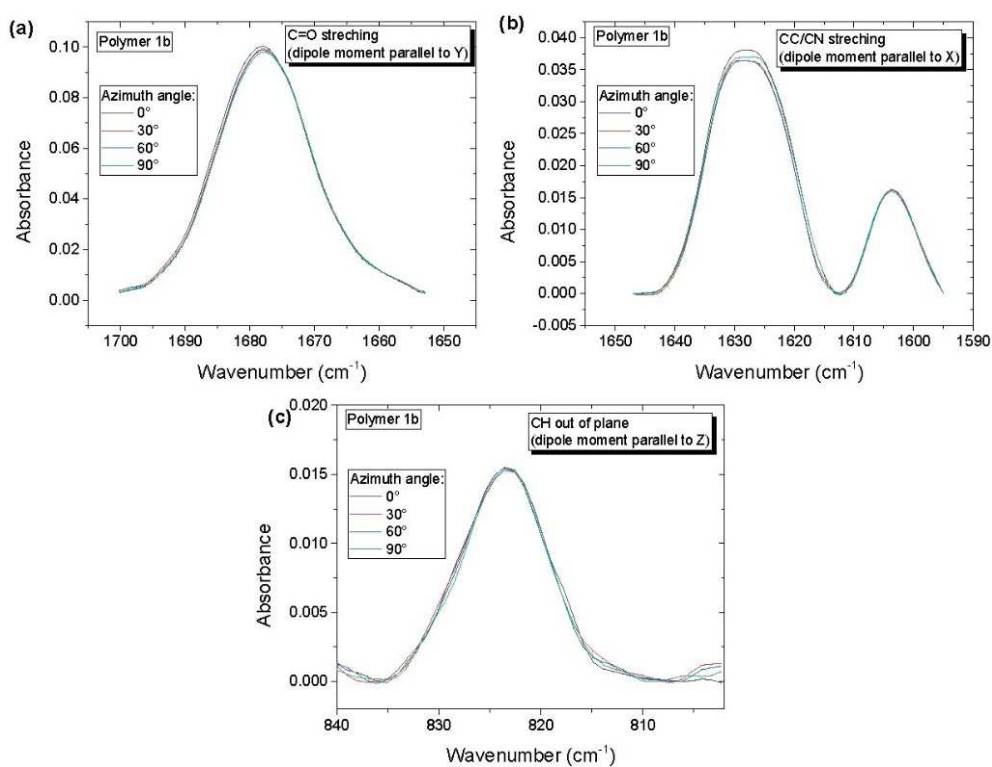 (a)
Polymer 1b
C=O streching
(dipole moment parallel to Y)
Azimuth angle:
0°
30°
60°
90°
0.10
0.08
0.06
0.04
0.02
0.00
Absorbance
1700 1690 1680 1670 1660 1650
Wavenumber (cm⁻¹)
(b)
Polymer 1b
CC/CN streching
(dipole moment parallel to X)
Azimuth angle:
0°
30°
60°
90°
0.040
0.035
0.030
0.025
0.020
0.015
0.010
0.005
0.000
-0.005
Absorbance
1650 1640 1630 1620 1610 1600 1590
Wavenumber (cm⁻¹)
(c)
Polymer 1b
CH out of plane
(dipole moment parallel to Z)
Azimuth angle:
0°
30°
60°
90°
0.020
0.015
0.010
0.005
0.000
Absorbance
840 830 820 810
Wavenumber (cm⁻¹)